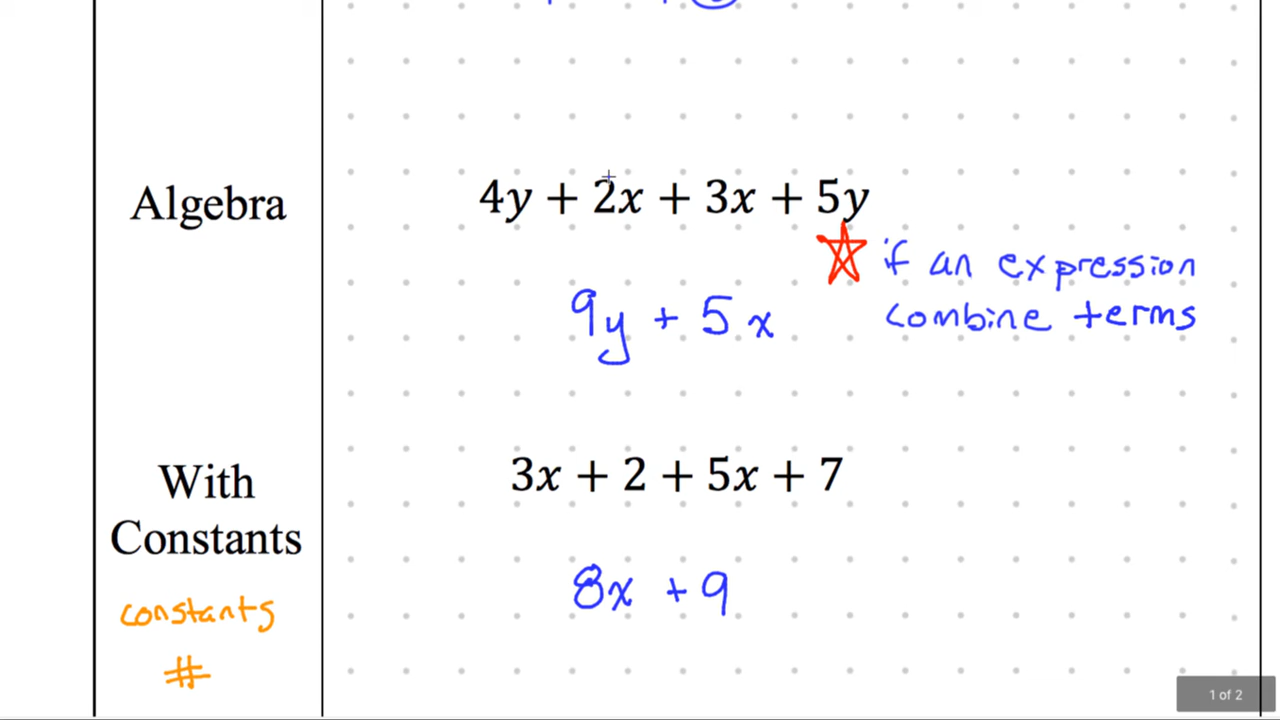 Algebra
4y + 2x + 3x + 5y
if an expression
combine terms
9y + 5x
With
Constants
3x + 2 + 5x + 7
8x + 9
constants
#
1 of 2